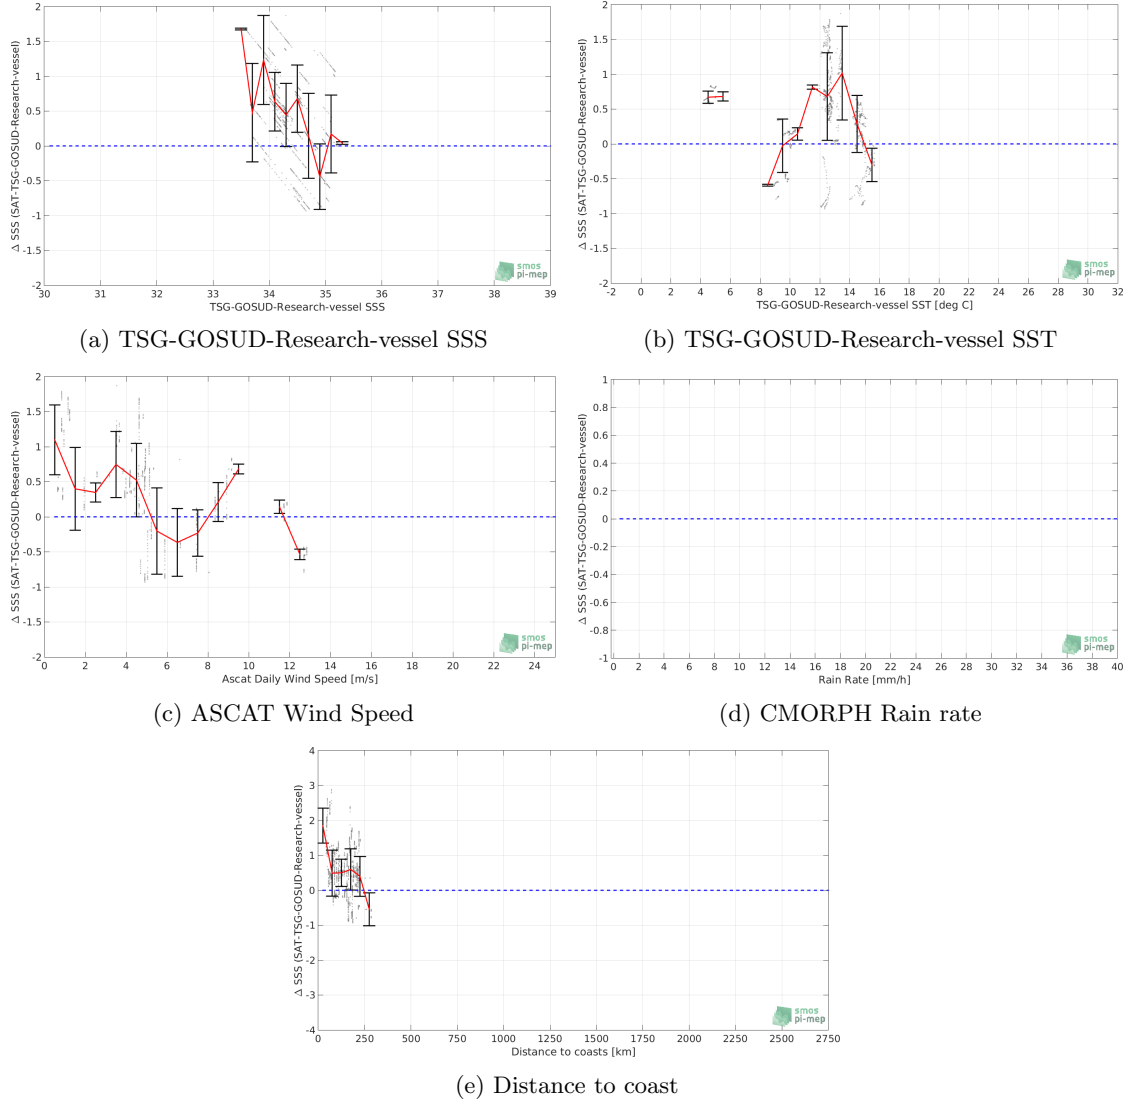 Δ SSS (SAT-TSG-GOSUD-Research-vessel)
2
1.5
1
0.5
0
-0.5
-1
-1.5
-2
30 31 32 33 34 35 36 37 38 39
TSG-GOSUD-Research-vessel SSS
smos
pi-mep
(a) TSG-GOSUD-Research-vessel SSS
Δ SSS (SAT-TSG-GOSUD-Research-vessel)
2
1.5
1
0.5
0
-0.5
-1
-1.5
-2
-2 0 2 4 6 8 10 12 14 16 18 20 22 24 26 28 30 32
TSG-GOSUD-Research-vessel SST [deg C]
smos
pi-mep
(b) TSG-GOSUD-Research-vessel SST
Δ SSS (SAT-TSG-GOSUD-Research-vessel)
2
1.5
1
0.5
0
-0.5
-1
-1.5
-2
0 2 4 6 8 10 12 14 16 18 20 22 24
Ascat Daily Wind Speed [m/s]
smos
pi-mep
(c) ASCAT Wind Speed
Δ SSS (SAT-TSG-GOSUD-Research-vessel)
1
0.8
0.6
0.4
0.2
0
-0.2
-0.4
-0.6
-0.8
-1
0 2 4 6 8 10 12 14 16 18 20 22 24 26 28 30 32 34 36 38 40
Rain Rate [mm/h]
smos
pi-mep
(d) CMORPH Rain rate
Δ SSS (SAT-TSG-GOSUD-Research-vessel)
4
3
2
1
0
-1
-2
-3
-4
0 250 500 750 1000 1250 1500 1750 2000 2250 2500 2750
Distance to coasts [km]
smos
pi-mep
(e) Distance to coast